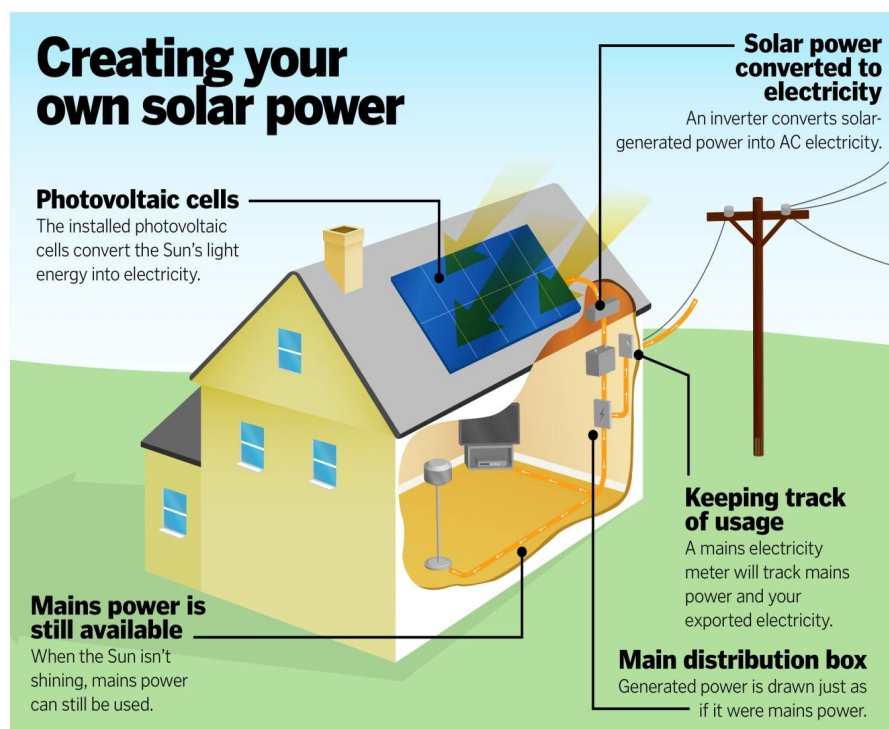 Creating your
own solar power
Solar power
converted to
electricity
An inverter converts solar-
generated power into AC electricity.
Photovoltaic cells
The installed photovoltaic
cells convert the Sun’s light
energy into electricity.
Keeping track
of usage
A mains electricity
meter will track mains
power and your
exported electricity.
Mains power is
still available
When the Sun isn’t
shining, mains power
can still be used.
Main distribution box
Generated power is drawn just as
if it were mains power.